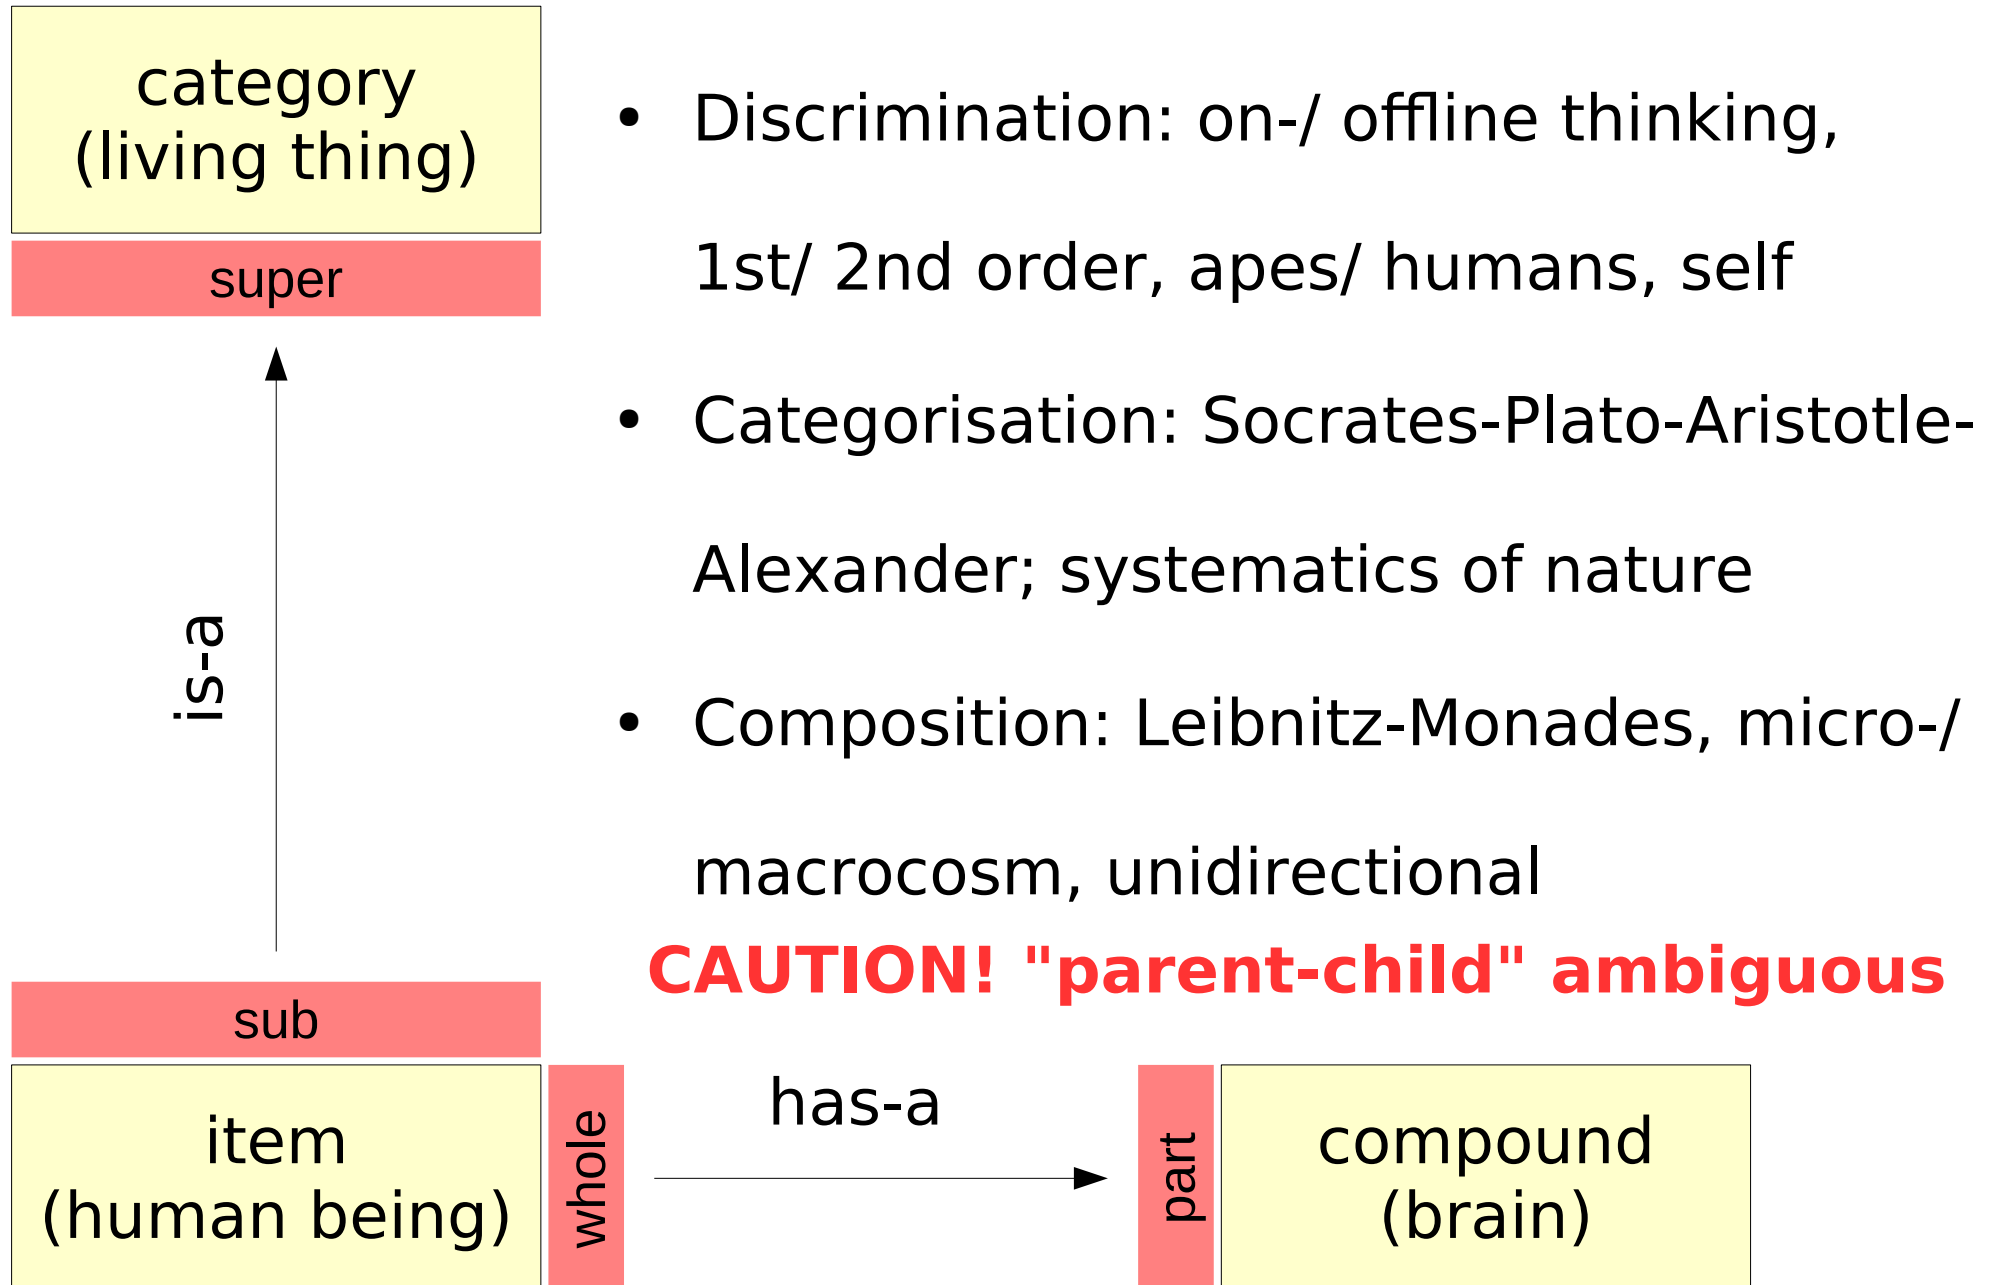 category
(living thing)
super
• Discrimination: on-/ offline thinking,
1st/ 2nd order, apes/ humans, self
• Categorisation: Socrates-Plato-Aristotle-
Alexander; systematics of nature
• Composition: Leibnitz-Monades, micro-/
macrocosm, unidirectional
CAUTION! "parent-child" ambiguous
is-a
sub
item
(human being)
whole
has-a
part
compound
(brain)